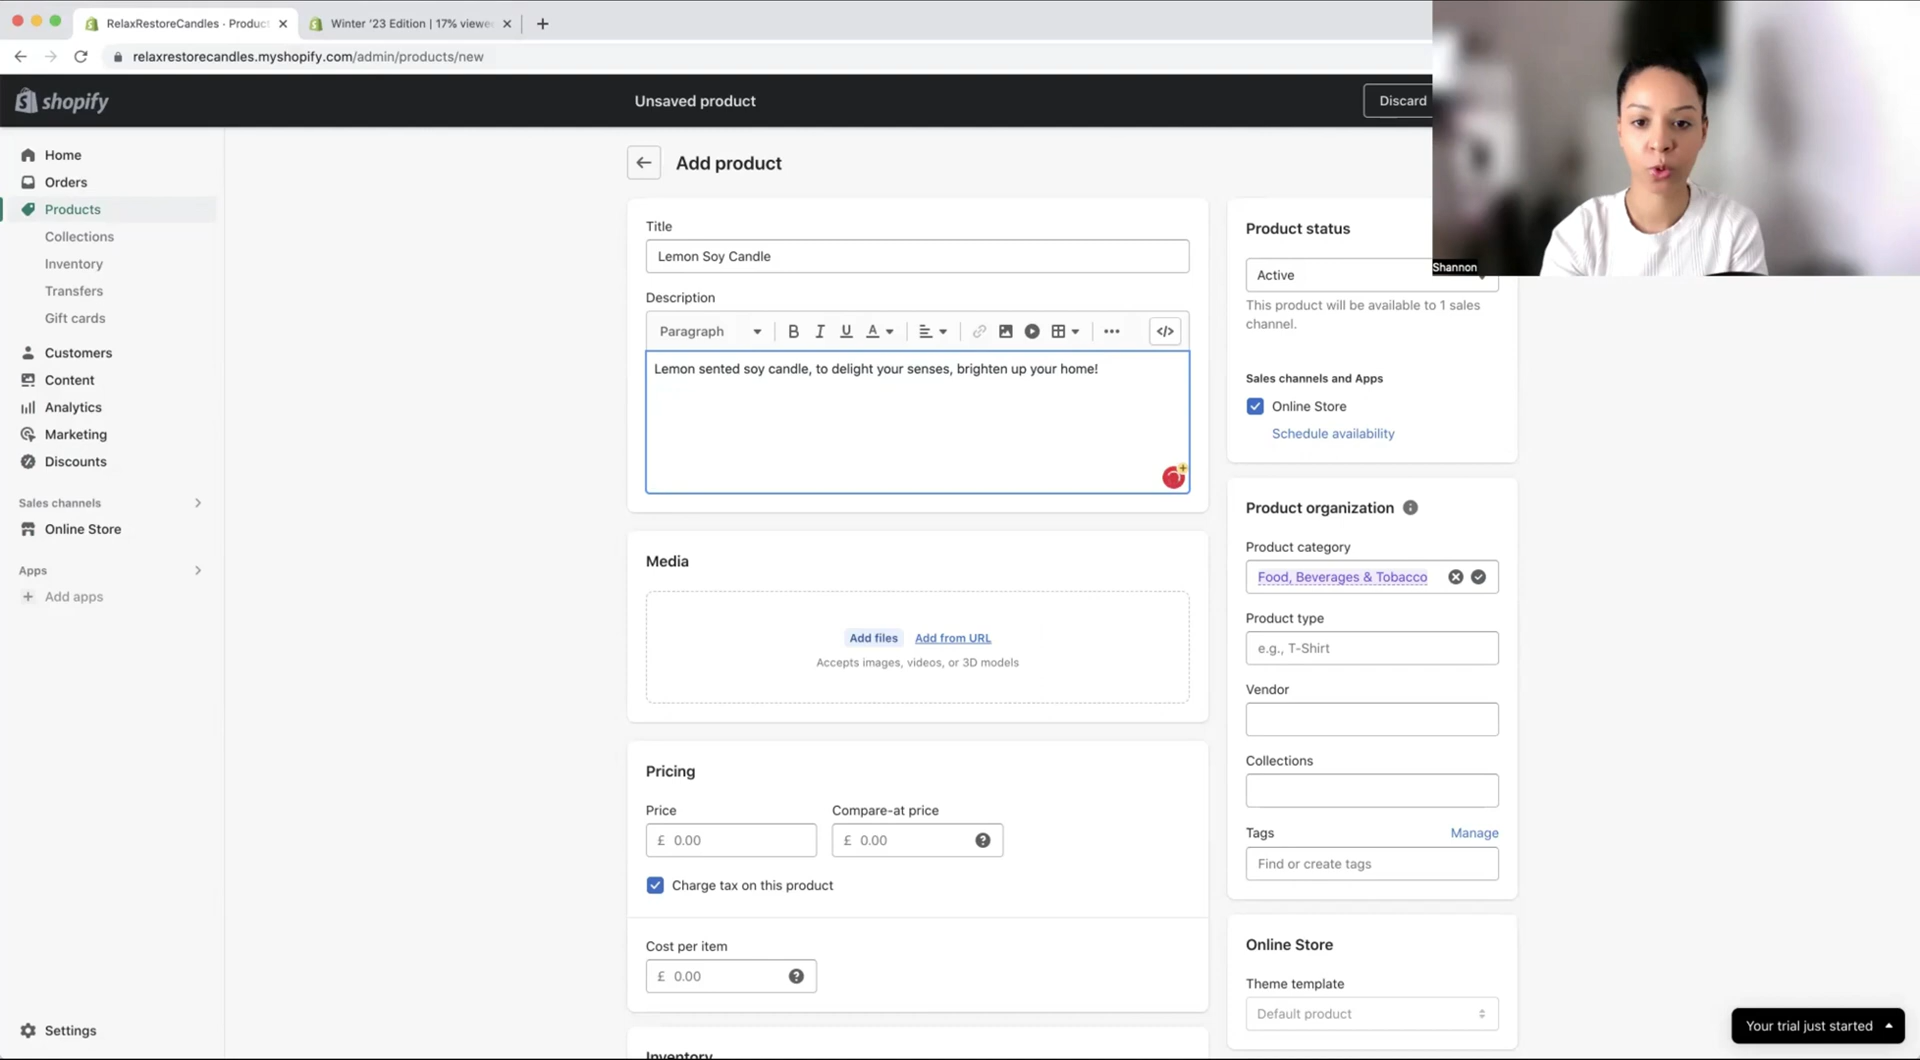 RelaxRestoreCandles · Product
Winter '23 Edition | 17% viewe
relaxrestorecandles.myshopify.com/admin/products/new
shopify
Unsaved product
Discard
Shannon
Home
Orders
Products
Collections
Inventory
Transfers
Gift cards
Customers
Content
Analytics
Marketing
Discounts
Sales channels
Online Store
Apps
Add apps
Settings
Add product
Title
Lemon Soy Candle
Description
Paragraph
B I U A
</>
Lemon sented soy candle, to delight your senses, brighten up your home!
Media
Add files Add from URL
Accepts images, videos, or 3D models
Pricing
Price
Compare-at price
£ 0.00
£ 0.00
Charge tax on this product
Cost per item
£ 0.00
Inventory
Product status
Active
This product will be available to 1 sales
channel.
Sales channels and Apps
Online Store
Schedule availability
Product organization
Product category
Food, Beverages & Tobacco
Product type
e.g., T-Shirt
Vendor
Collections
Tags
Manage
Find or create tags
Online Store
Theme template
Default product
Your trial just started